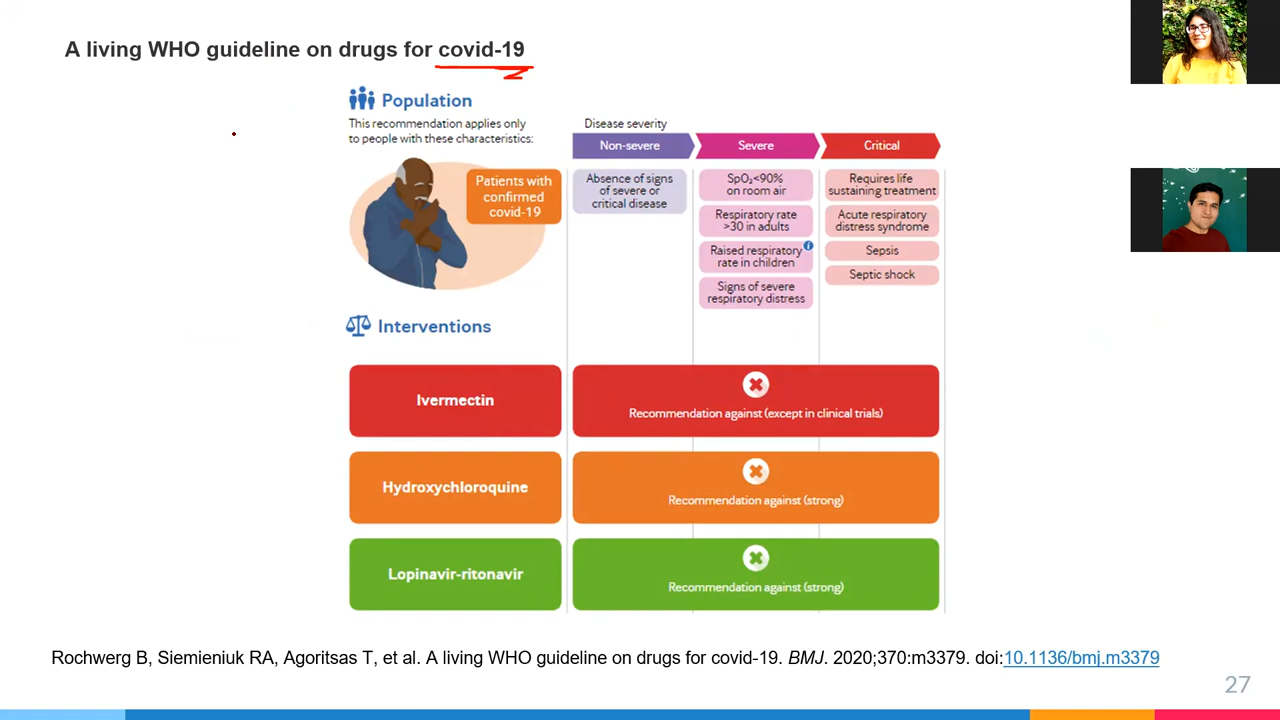 A living WHO guideline on drugs for covid-19
Population
This recommendation applies only
to people with these characteristics:
Patients with
confirmed
covid-19
Disease severity
Non-severe
Severe
Critical
Absence of signs
of severe or
critical disease
SpO₂<90%
on room air
Respiratory rate
>30 in adults
Raised respiratory
rate in children
i
Signs of severe
respiratory distress
Requires life
sustaining treatment
Acute respiratory
distress syndrome
Sepsis
Septic shock
Interventions
Ivermectin
Recommendation against (except in clinical trials)
Hydroxychloroquine
Recommendation against (strong)
Lopinavir-ritonavir
Recommendation against (strong)
Rochwerg B, Siemieniuk RA, Agoritsas T, et al. A living WHO guideline on drugs for covid-19. BMJ. 2020;370:m3379. doi:10.1136/bmj.m3379
27